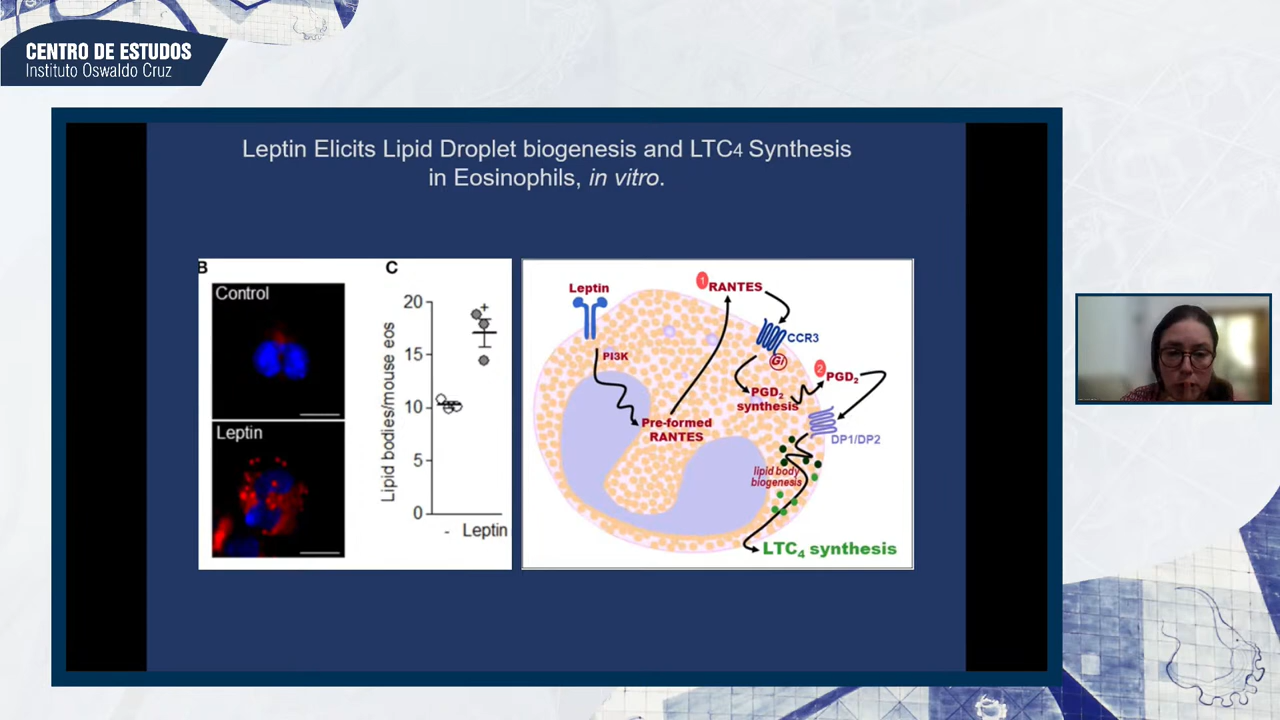 CENTRO DE ESTUDOS
Instituto Oswaldo Cruz
Leptin Elicits Lipid Droplet biogenesis and LTC4 Synthesis
in Eosinophils, in vitro.
B
Control
Leptin
C
Lipid bodies/mouse eos
20
15
10
5
0
+
- Leptin
Leptin
PI3K
Pre-formed
RANTES
1
RANTES
CCR3
Gi
PGD2
synthesis
2
PGD2
DP1/DP2
lipid body
biogenesis
LTC4 synthesis